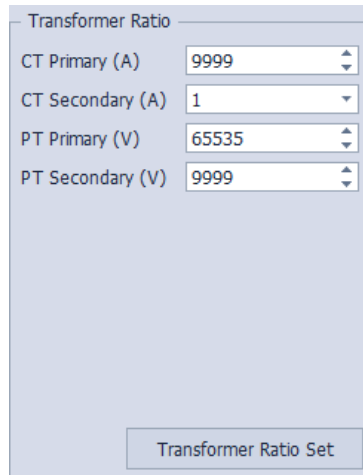 Transformer Ratio
CT Primary (A) 9999
CT Secondary (A) 1
PT Primary (V) 65535
PT Secondary (V) 9999
Transformer Ratio Set